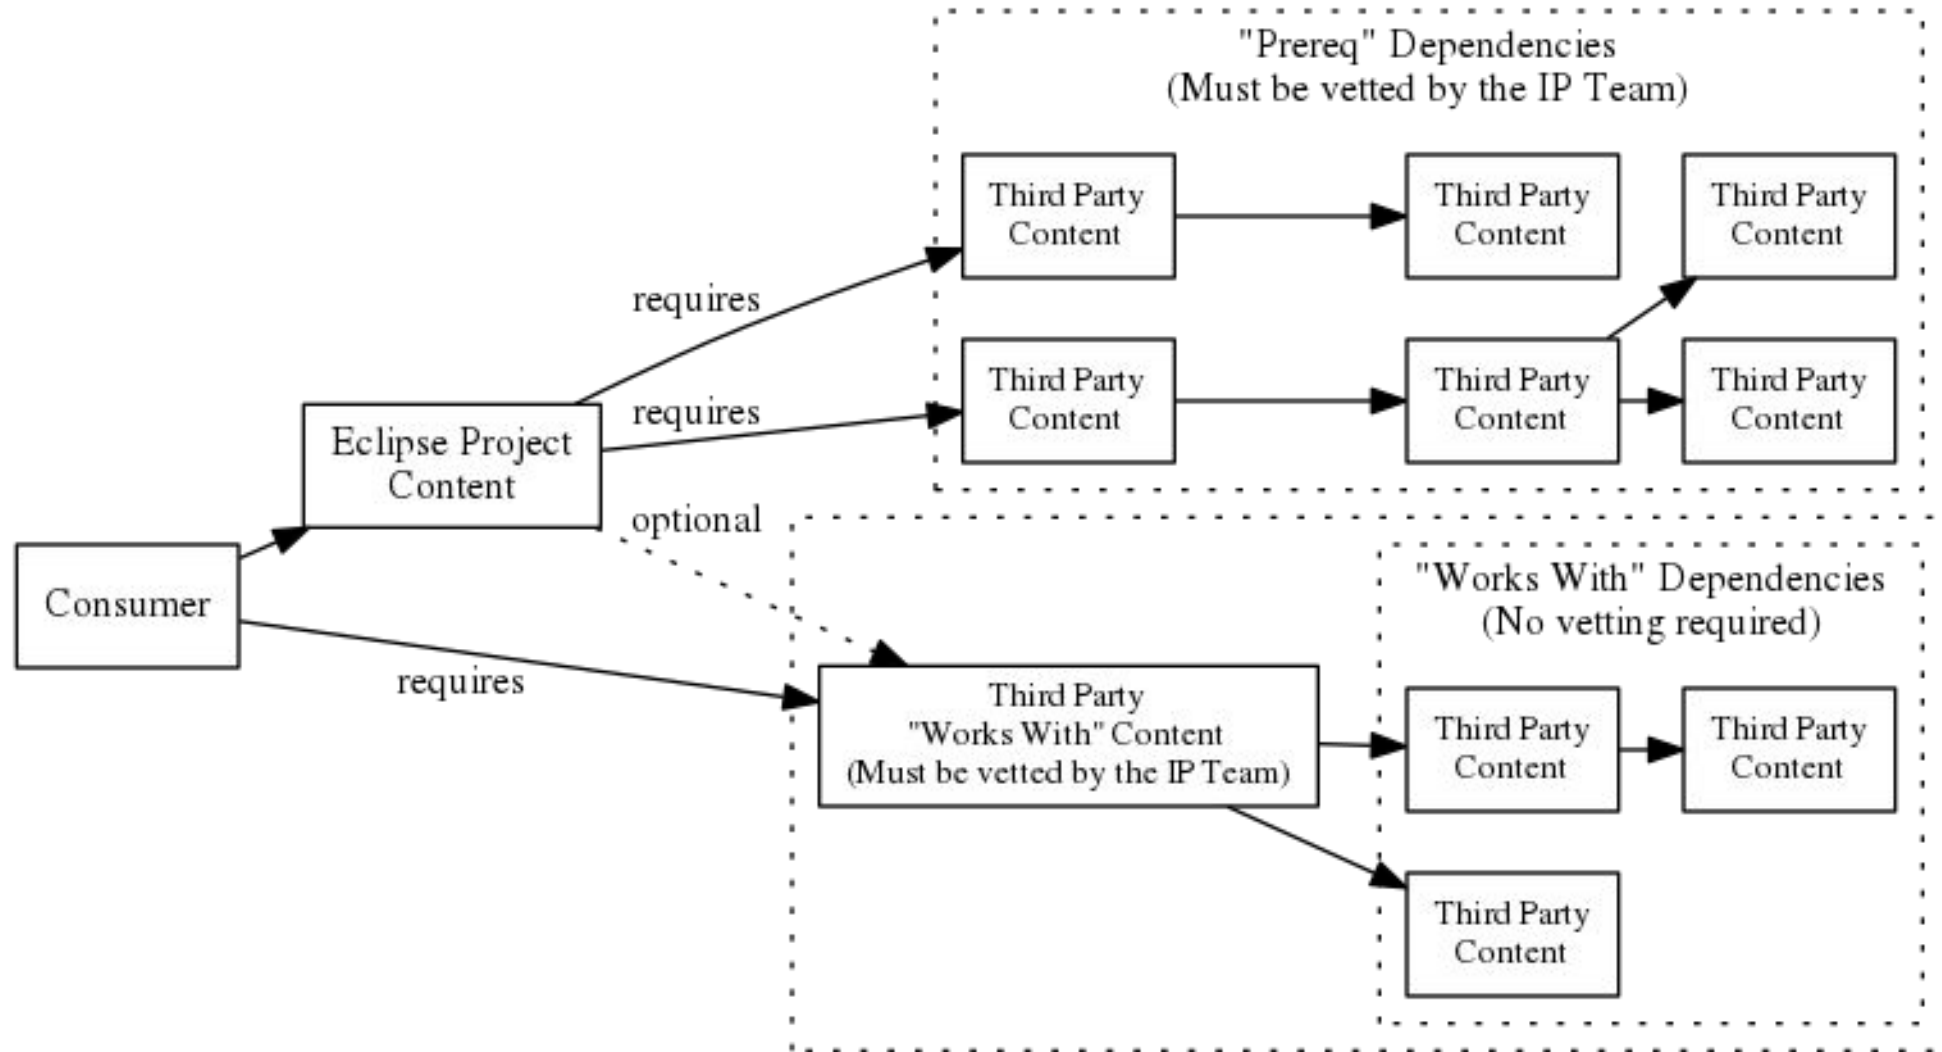 "Prereq" Dependencies
(Must be vetted by the IP Team)
Third Party
Content
Third Party
Content
Third Party
Content
requires
Third Party
Content
Third Party
Content
Third Party
Content
requires
Eclipse Project
Content
optional
Consumer
requires
"Works With" Dependencies
(No vetting required)
Third Party
"Works With" Content
(Must be vetted by the IP Team)
Third Party
Content
Third Party
Content
Third Party
Content